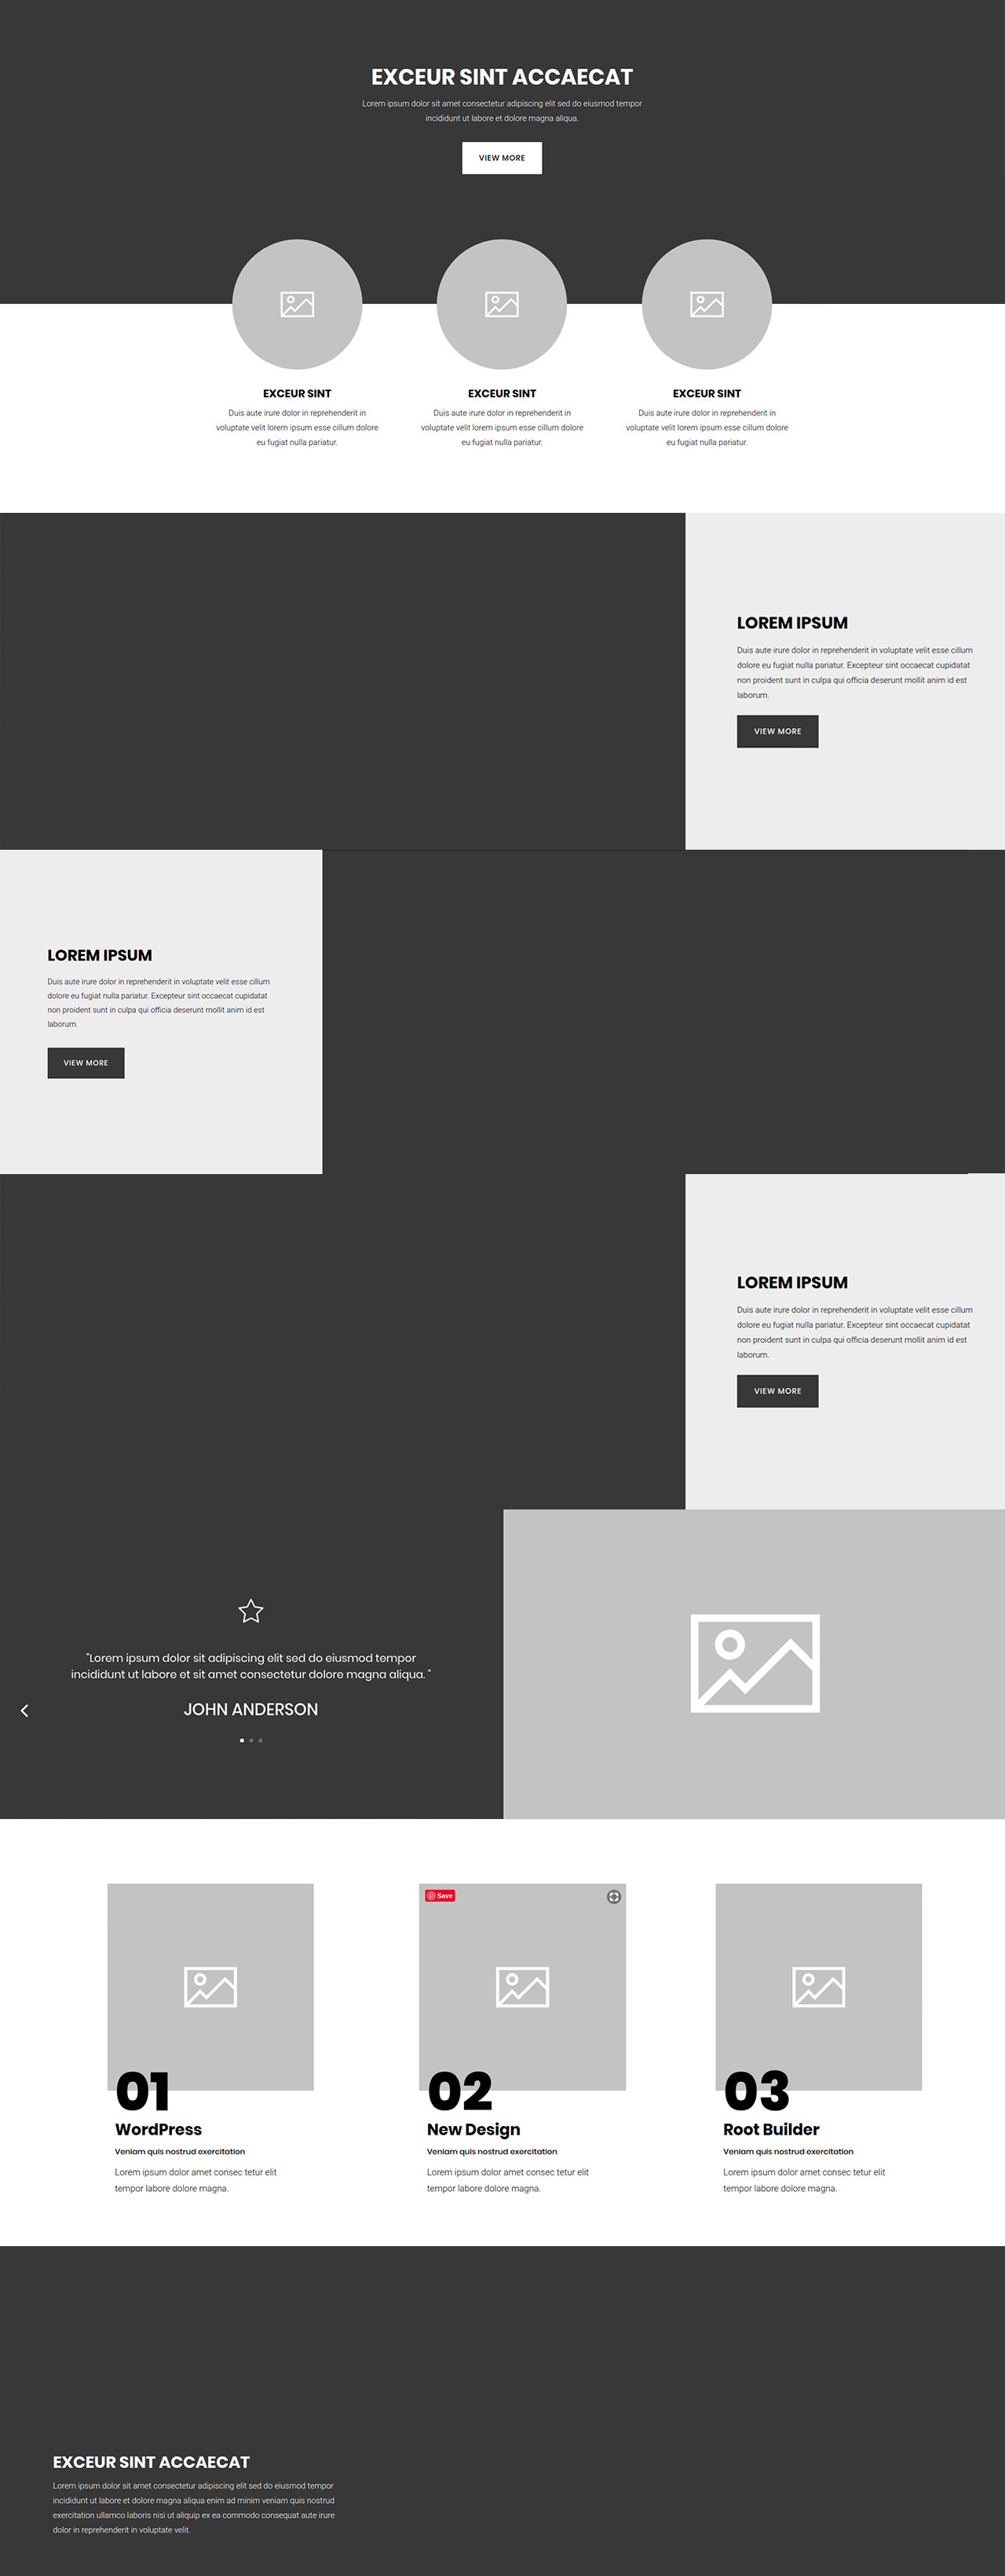 EXCEUR SINT ACCAECAT
Lorem ipsum dolor sit amet consectetur adipiscing elit sed do eiusmod tempor
incididunt ut labore et dolore magna aliqua.
VIEW MORE
EXCEUR SINT
Duis aute irure dolor in reprehenderit in
voluptate velit lorem ipsum esse cillum dolore
eu fugiat nulla pariatur.
EXCEUR SINT
Duis aute irure dolor in reprehenderit in
voluptate velit lorem ipsum esse cillum dolore
eu fugiat nulla pariatur.
EXCEUR SINT
Duis aute irure dolor in reprehenderit in
voluptate velit lorem ipsum esse cillum dolore
eu fugiat nulla pariatur.
LOREM IPSUM
Duis aute irure dolor in reprehenderit in voluptate velit esse cillum
dolore eu fugiat nulla pariatur. Excepteur sint occaecat cupidatat
non proident sunt in culpa qui officia deserunt mollit anim id est
laborum.
VIEW MORE
LOREM IPSUM
Duis aute irure dolor in reprehenderit in voluptate velit esse cillum
dolore eu fugiat nulla pariatur. Excepteur sint occaecat cupidatat
non proident sunt in culpa qui officia deserunt mollit anim id est
laborum.
VIEW MORE
LOREM IPSUM
Duis aute irure dolor in reprehenderit in voluptate velit esse cillum
dolore eu fugiat nulla pariatur. Excepteur sint occaecat cupidatat
non proident sunt in culpa qui officia deserunt mollit anim id est
laborum.
VIEW MORE
"Lorem ipsum dolor sit adipiscing elit sed do eiusmod tempor
incididunt ut labore et sit amet consectetur dolore magna aliqua. "
JOHN ANDERSON
Save
01
WordPress
Veniam quis nostrud exercitation
Lorem ipsum dolor amet consec tetur elit
tempor labore dolore magna.
02
New Design
Veniam quis nostrud exercitation
Lorem ipsum dolor amet consec tetur elit
tempor labore dolore magna.
03
Root Builder
Veniam quis nostrud exercitation
Lorem ipsum dolor amet consec tetur elit
tempor labore dolore magna.
EXCEUR SINT ACCAECAT
Lorem ipsum dolor sit amet consectetur adipiscing elit sed do eiusmod tempor
incididunt ut labore et dolore magna aliqua enim ad minim veniam quis nostrud
exercitation ullamco laboris nisi ut aliquip ex ea commodo consequat aute irure
dolor in reprehenderit in voluptate velit.